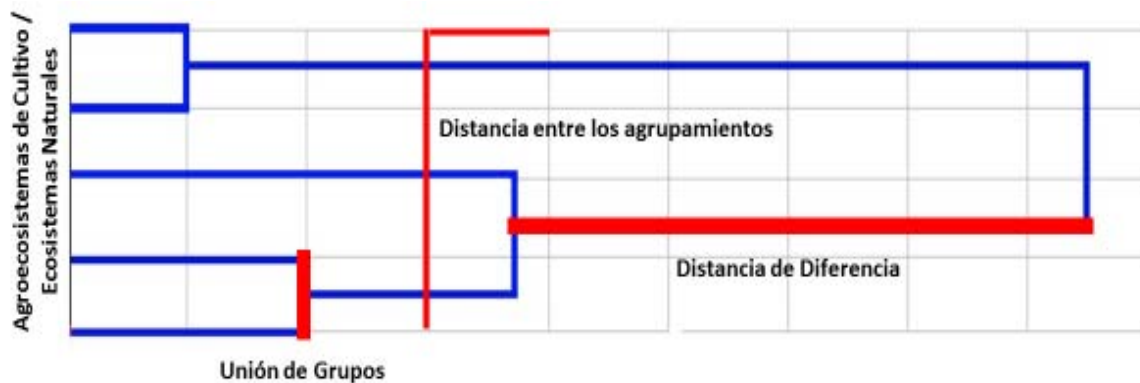 Agroecosistemas de Cultivo /
Ecosistemas Naturales
Distancia entre los agrupamientos
Distancia de Diferencia
Unión de Grupos